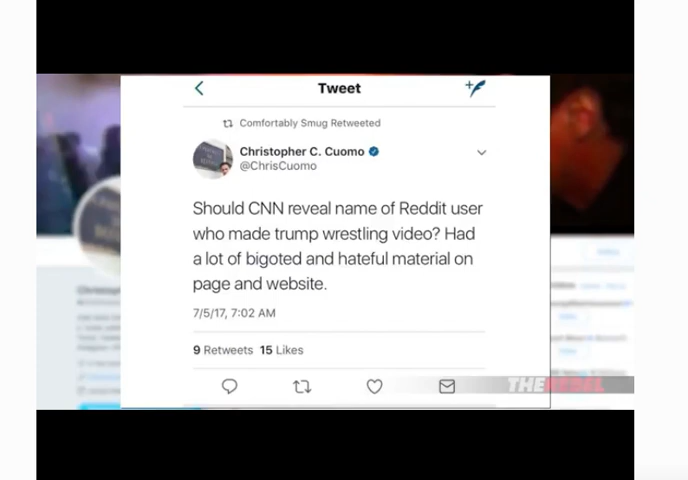 Tweet
Comfortably Smug Retweeted
Christopher C. Cuomo
@ChrisCuomo
Should CNN reveal name of Reddit user
who made trump wrestling video? Had
a lot of bigoted and hateful material on
page and website.
7/5/17, 7:02 AM
9 Retweets 15 Likes
THE REBEL